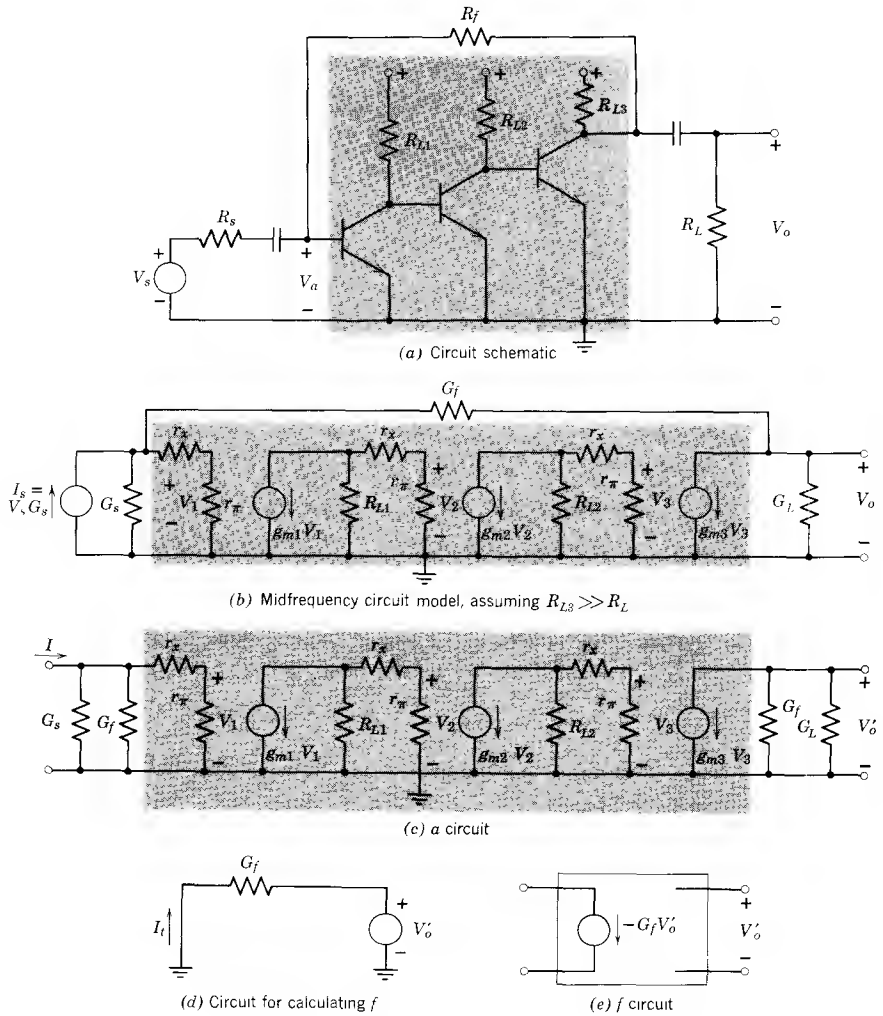 R_f
+ + +
R_{L1} R_{L2} R_{L3}
R_s
+ V_s −
+ V_a −
R_L
+ V_o −
(a) Circuit schematic
G_f
r_x r_x r_x
I_s = V_s G_s
G_s + V_1 − r_π g_{m1}V_1 R_{L1} r_π + V_2 − g_{m2}V_2 R_{L2} r_π + V_3 − g_{m3}V_3 G_L + V_o −
(b) Midfrequency circuit model, assuming R_{L3} >> R_L
I
r_x r_x r_x
G_s G_f r_π + V_1 − g_{m1} V_1 R_{L1} r_π + V_2 − g_{m2} V_2 R_{L2} r_π + V_3 − g_{m3} V_3 G_f G_L + V'_o −
(c) a circuit
G_f
I_t
+ V'_o −
(d) Circuit for calculating f
−G_f V'_o
+ V'_o −
(e) f circuit